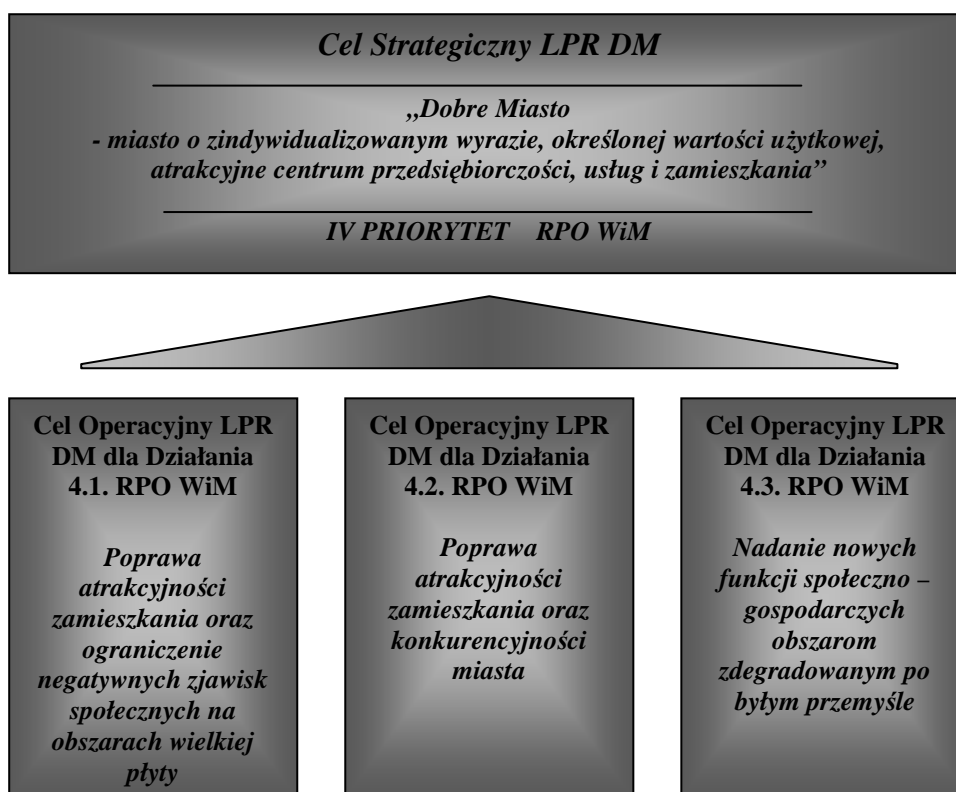 Cel Strategiczny LPR DM
„Dobre Miasto
- miasto o zindywidualizowanym wyrazie, określonej wartości użytkowej,
atrakcyjne centrum przedsiębiorczości, usług i zamieszkania”
IV PRIORYTET RPO WiM
Cel Operacyjny LPR
DM dla Działania
4.1. RPO WiM
Poprawa
atrakcyjności
zamieszkania oraz
ograniczenie
negatywnych zjawisk
społecznych na
obszarach wielkiej
płyty
Cel Operacyjny LPR
DM dla Działania
4.2. RPO WiM
Poprawa
atrakcyjności
zamieszkania oraz
konkurencyjności
miasta
Cel Operacyjny LPR
DM dla Działania
4.3. RPO WiM
Nadanie nowych
funkcji społeczno –
gospodarczych
obszarom
zdegradowanym po
byłym przemyśle